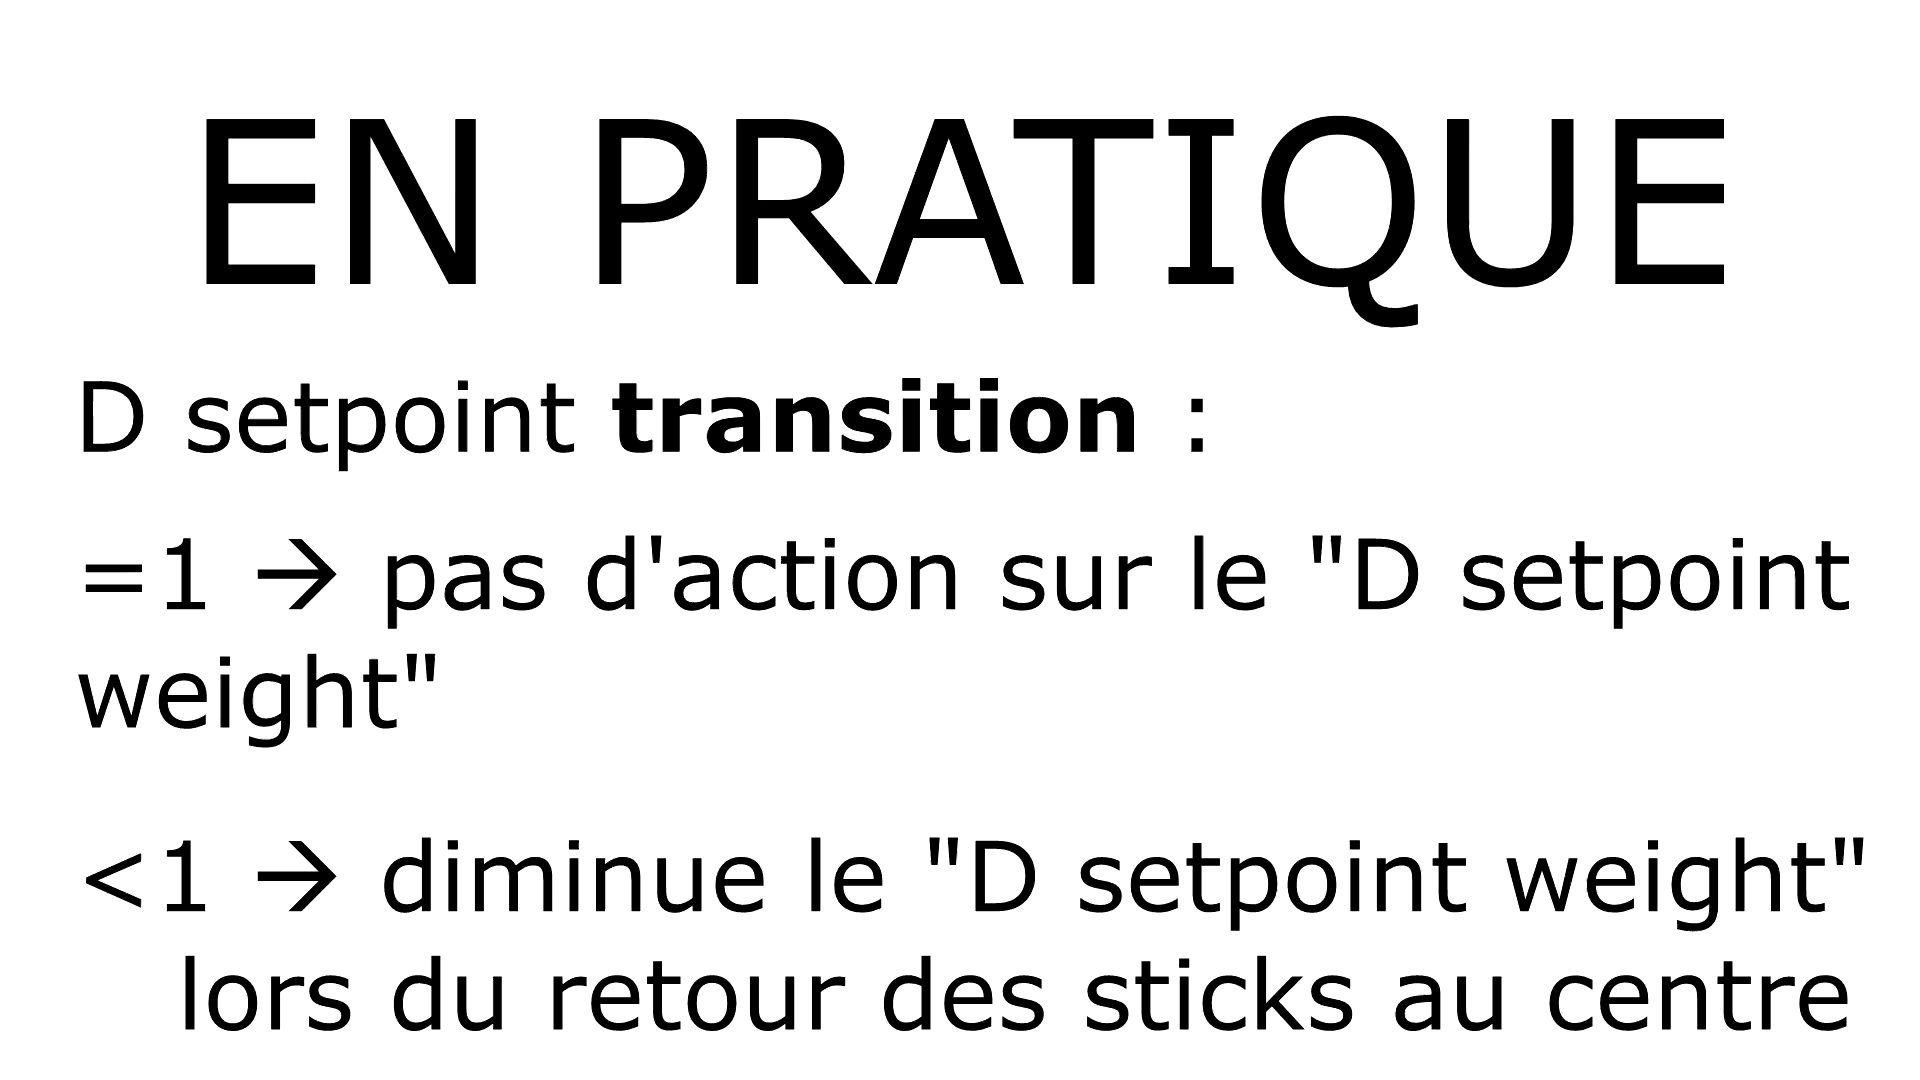 EN PRATIQUE
D setpoint transition :
=1 → pas d'action sur le "D setpoint
weight"
<1 → diminue le "D setpoint weight"
lors du retour des sticks au centre